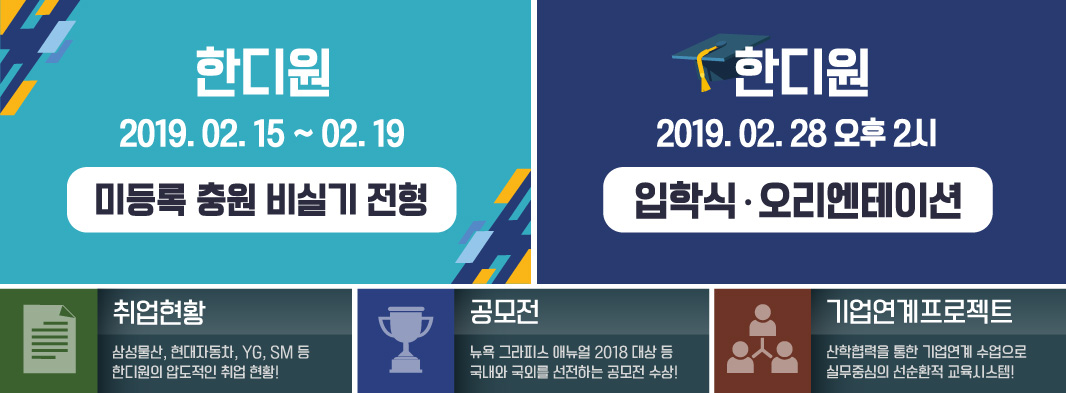 한디원
2019. 02. 15 ~ 02. 19
미등록 충원 비실기 전형
한디원
2019. 02. 28 오후 2시
입학식 · 오리엔테이션
취업현황
삼성물산, 현대자동차, YG, SM 등
한디원의 압도적인 취업 현황!
공모전
뉴욕 그라피스 애뉴얼 2018 대상 등
국내와 국외를 선전하는 공모전 수상!
기업연계프로젝트
산학협력을 통한 기업연계 수업으로
실무중심의 선순환적 교육시스템!